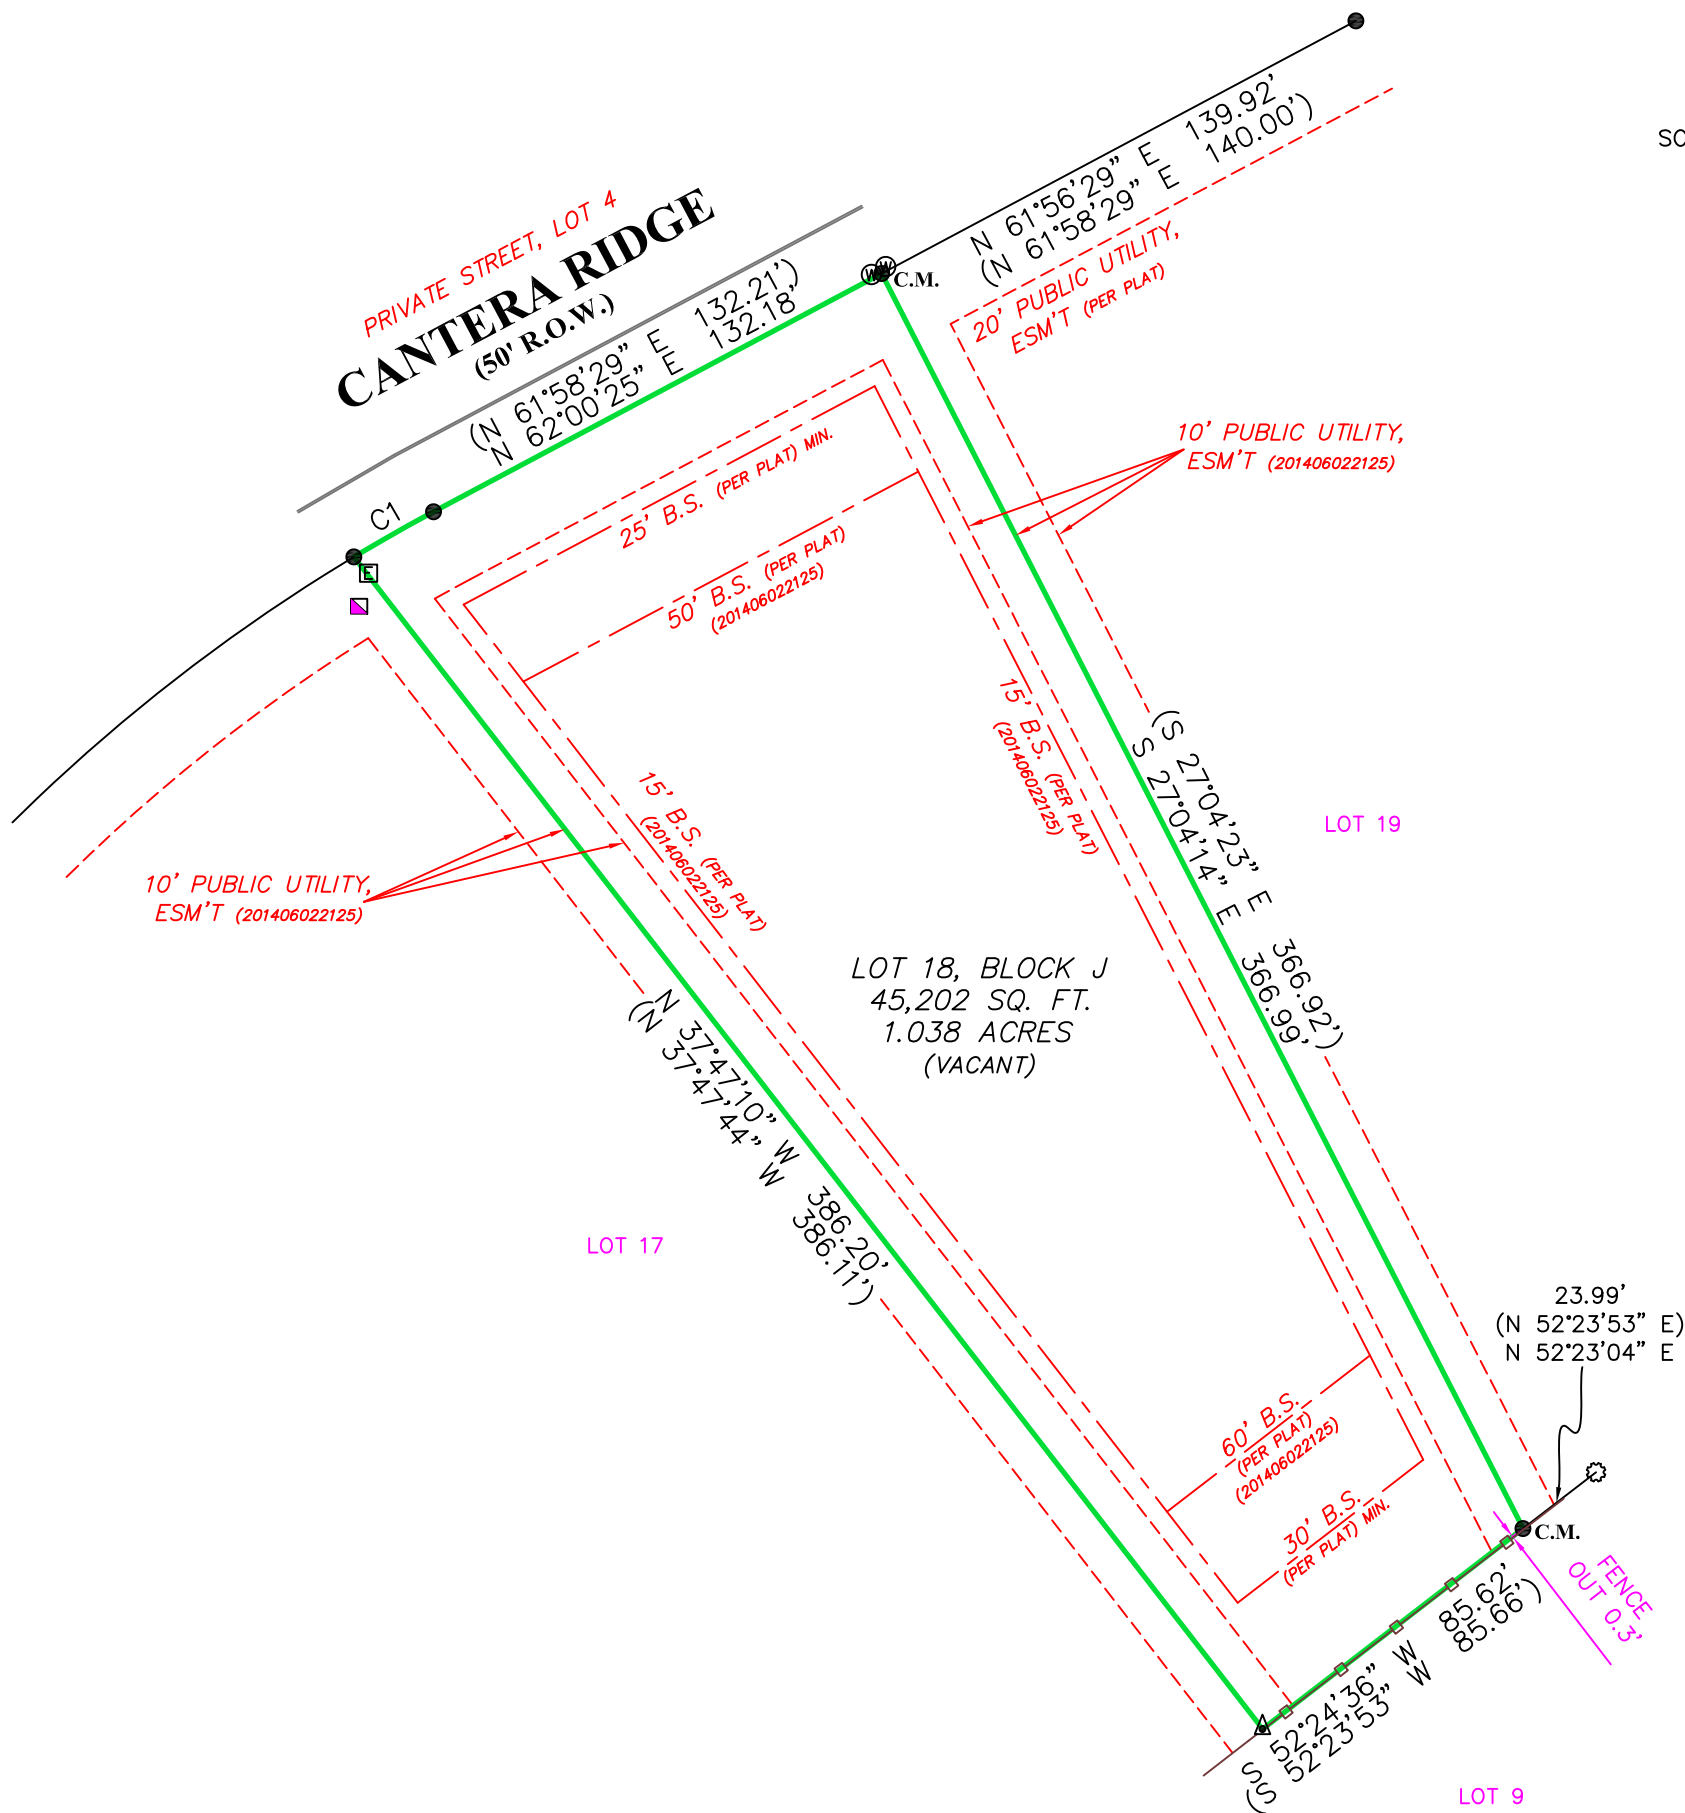 SC
139.92'
N 61°56'29" E
140.00')
(N 61°58'29" E
PRIVATE STREET, LOT 4
CANTERA RIDGE
(50' R.O.W.)
C.M.
20' PUBLIC UTILITY,
ESM'T (PER PLAT)
(N 61°58'29" E 132.21')
N 62°00'25" E 132.18'
10' PUBLIC UTILITY,
ESM'T (201406022125)
25' B.S. (PER PLAT) MIN.
C1
E
W
W
50' B.S. (PER PLAT)
(201406022125)
15' B.S. (PER PLAT)
(201406022125)
(S 27°04'23" E 366.92')
S 27°04'14" E 366.99'
LOT 19
15' B.S. (PER PLAT)
(201406022125)
10' PUBLIC UTILITY,
ESM'T (201406022125)
LOT 18, BLOCK J
45,202 SQ. FT.
1.038 ACRES
(VACANT)
N 37°47'10" W 386.20'
(N 37°47'44" W 386.11')
LOT 17
23.99'
(N 52°23'53" E)
N 52°23'04" E
60' B.S.
(PER PLAT)
(201406022125)
30' B.S.
(PER PLAT) MIN.
C.M.
FENCE
OUT 0.3'
S 52°24'36" W 85.62'
(S 52°23'53" W 85.66')
LOT 9